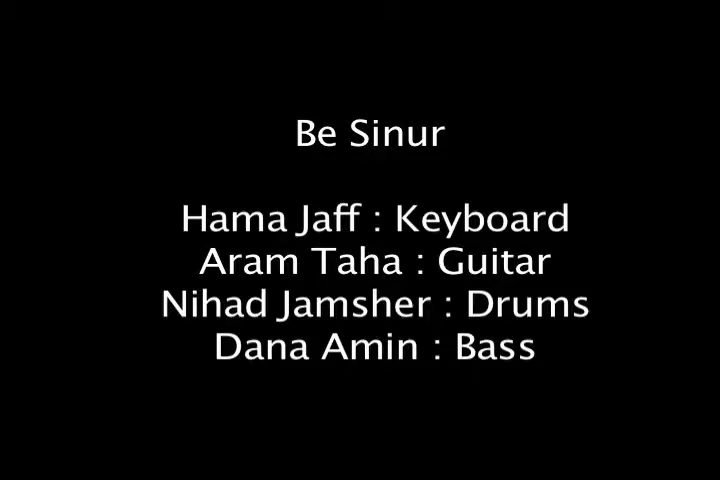 Be Sinur
Hama Jaff : Keyboard
Aram Taha : Guitar
Nihad Jamsher : Drums
Dana Amin : Bass